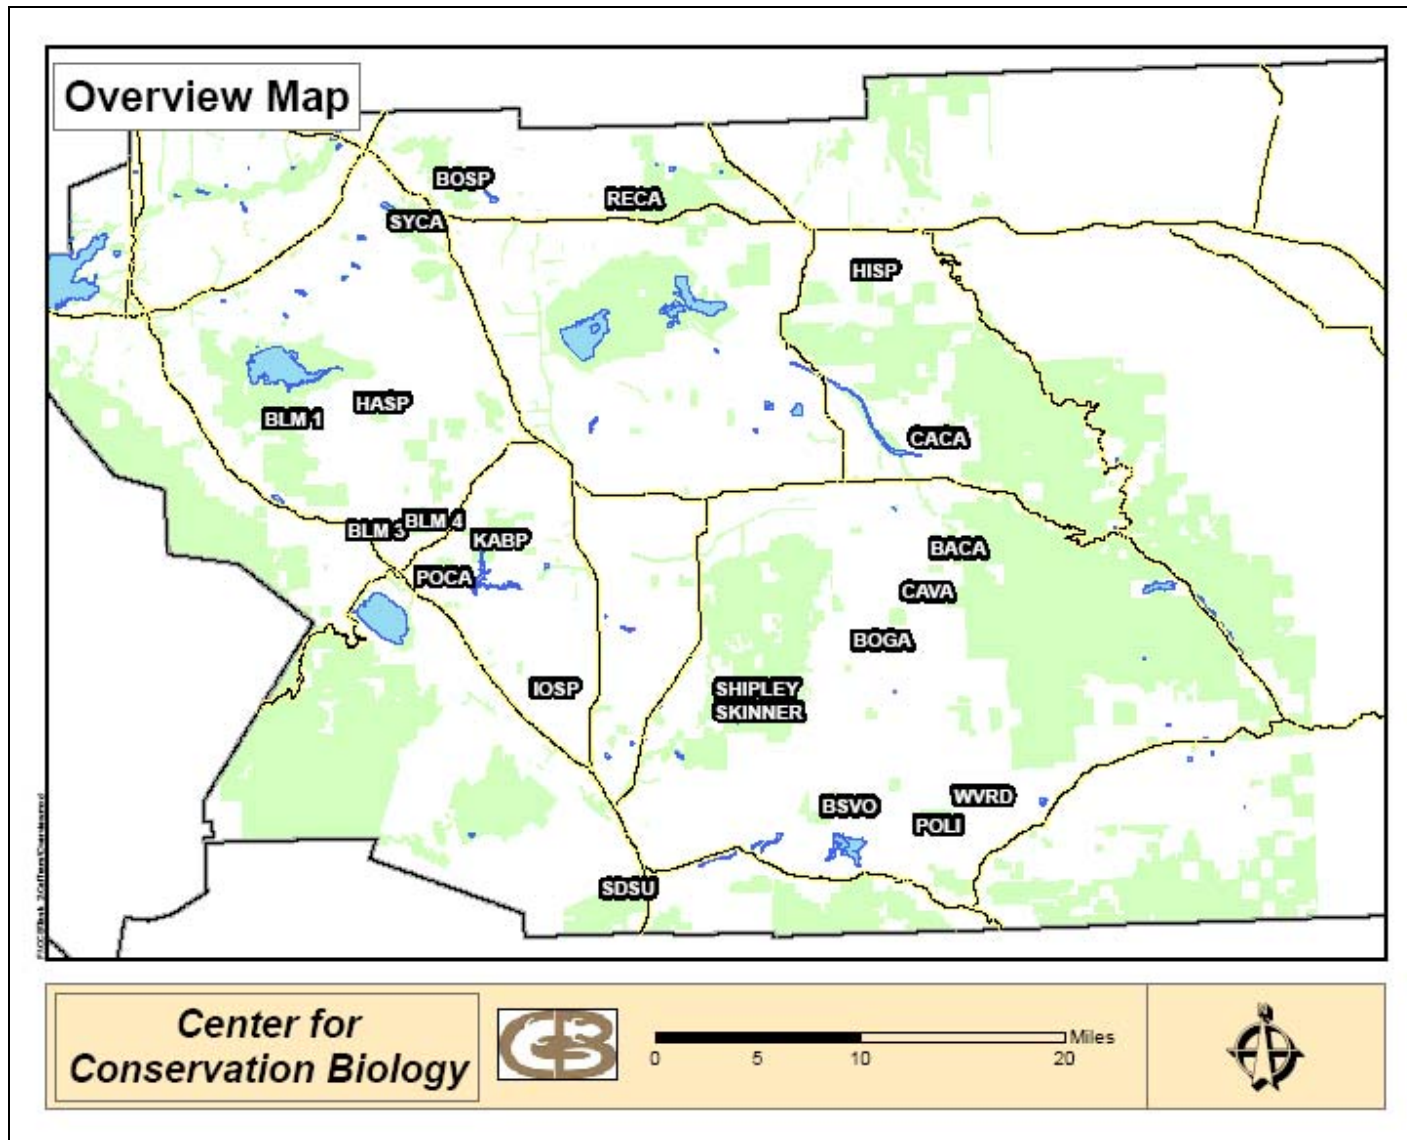 Overview Map
BOSP
RECA
SYCA
HISP
HASP
BLM 1
CACA
BLM 4
BLM 3
KABP
BACA
POCA
CAVA
BOGA
IOSP
SHIPLEY
SKINNER
WVRD
BSVO
POLI
SDSU
Center for
Conservation Biology
CCB
Miles
0 5 10 20